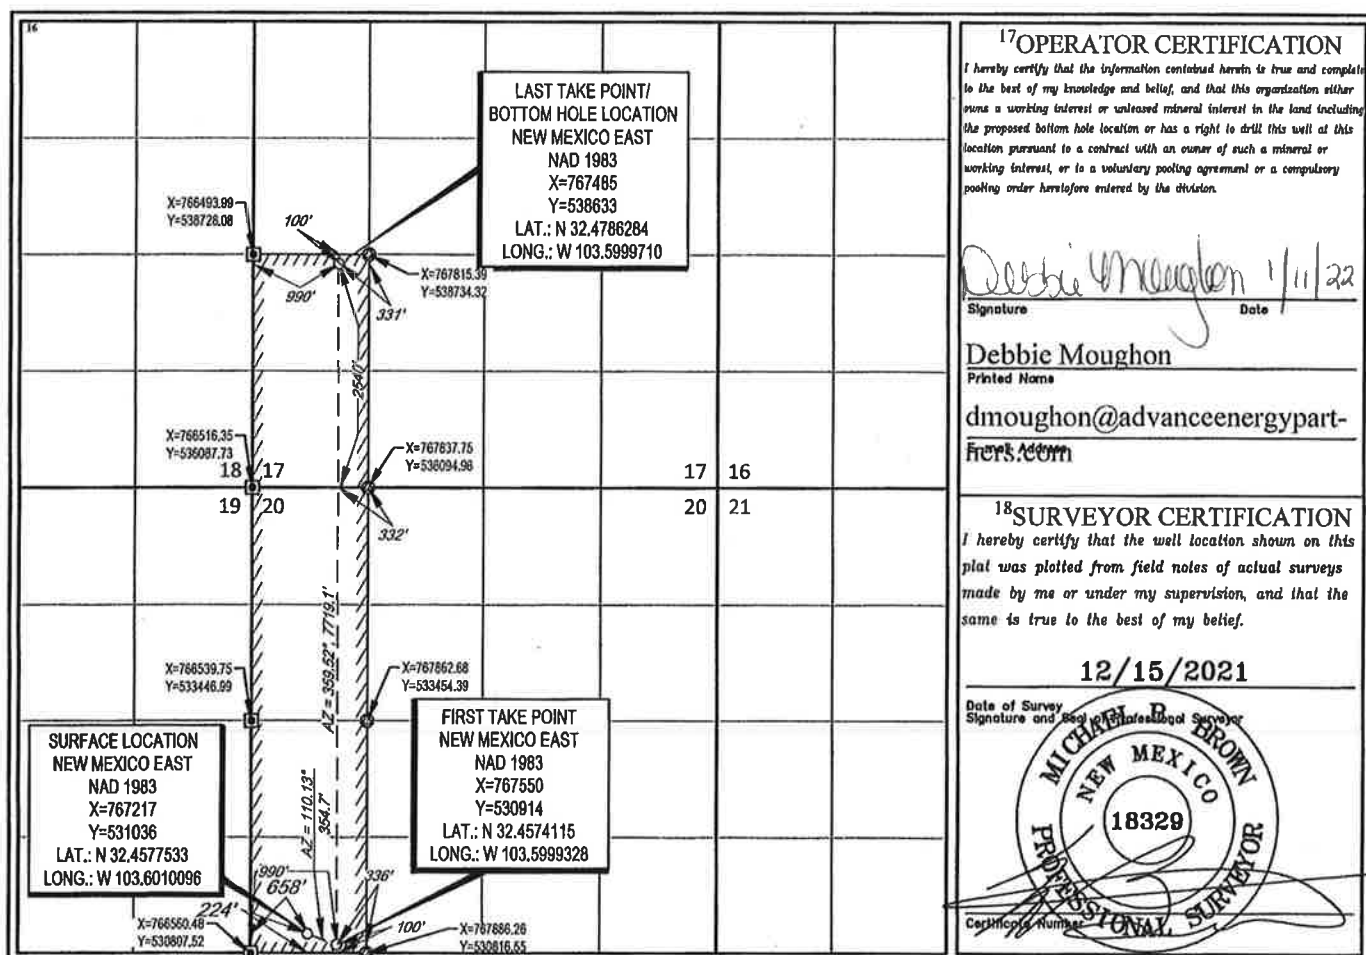 16
LAST TAKE POINT/
BOTTOM HOLE LOCATION
NEW MEXICO EAST
NAD 1983
X=767485
Y=538633
LAT.: N 32.4786284
LONG.: W 103.5999710
X=766493.99
Y=538728.08
100'
990'
X=767815.39
Y=538734.32
331'
2540'
X=766516.35
Y=536087.73
X=767837.75
Y=536094.98
18 17
19 20
17 16
20 21
332'
AZ = 359.52°, 7719.1'
X=766539.75
Y=533446.99
X=767862.68
Y=533454.39
SURFACE LOCATION
NEW MEXICO EAST
NAD 1983
X=767217
Y=531036
LAT.: N 32.4577533
LONG.: W 103.6010096
FIRST TAKE POINT
NEW MEXICO EAST
NAD 1983
X=767550
Y=530914
LAT.: N 32.4574115
LONG.: W 103.5999328
AZ = 110.13°
354.7'
990'
658'
336'
224'
100'
X=766560.48
Y=530807.52
X=767886.26
Y=530816.55
17 OPERATOR CERTIFICATION
I hereby certify that the information contained herein is true and complete
to the best of my knowledge and belief, and that this organization either
owns a working interest or unleased mineral interest in the land including
the proposed bottom hole location or has a right to drill this well at this
location pursuant to a contract with an owner of such a mineral or
working interest, or to a voluntary pooling agreement or a compulsory
pooling order heretofore entered by the division.
Debbie Moughon 1/11/22
Signature Date
Debbie Moughon
Printed Name
dmoughon@advanceenergypart-
ners.com
E-mail Address
18 SURVEYOR CERTIFICATION
I hereby certify that the well location shown on this
plat was plotted from field notes of actual surveys
made by me or under my supervision, and that the
same is true to the best of my belief.
12/15/2021
Date of Survey
Signature and Seal of Professional Surveyor
MICHAEL B. BROWN
NEW MEXICO
18329
PROFESSIONAL SURVEYOR
Certificate Number